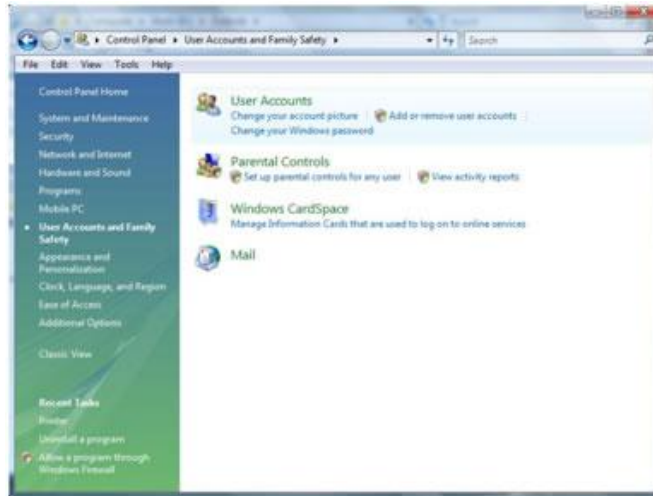 Control Panel ▸ User Accounts and Family Safety ▸
Search
File Edit View Tools Help
Control Panel Home
System and Maintenance
Security
Network and Internet
Hardware and Sound
Programs
Mobile PC
User Accounts and Family
Safety
Appearance and
Personalization
Clock, Language, and Region
Ease of Access
Additional Options
Classic View
Recent Tasks
Printer
Uninstall a program
Allow a program through
Windows Firewall
User Accounts
Change your account picture
Add or remove user accounts
Change your Windows password
Parental Controls
Set up parental controls for any user
View activity reports
Windows CardSpace
Manage Information Cards that are used to log on to online services
Mail